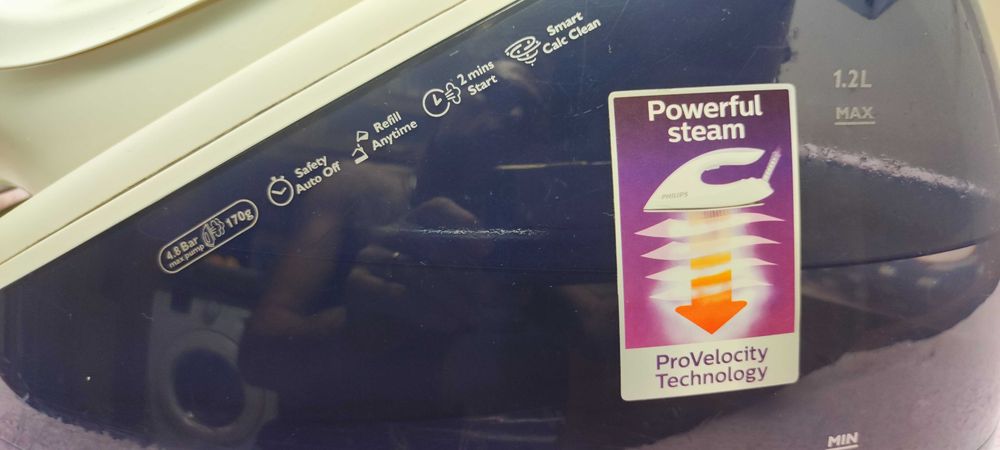 Smart
Calc Clean
2 mins
Start
Refill
Anytime
Safety
Auto Off
4.8 Bar
max pump
170g
Powerful
steam
PHILIPS
ProVelocity
Technology
1.2L
MAX
MIN